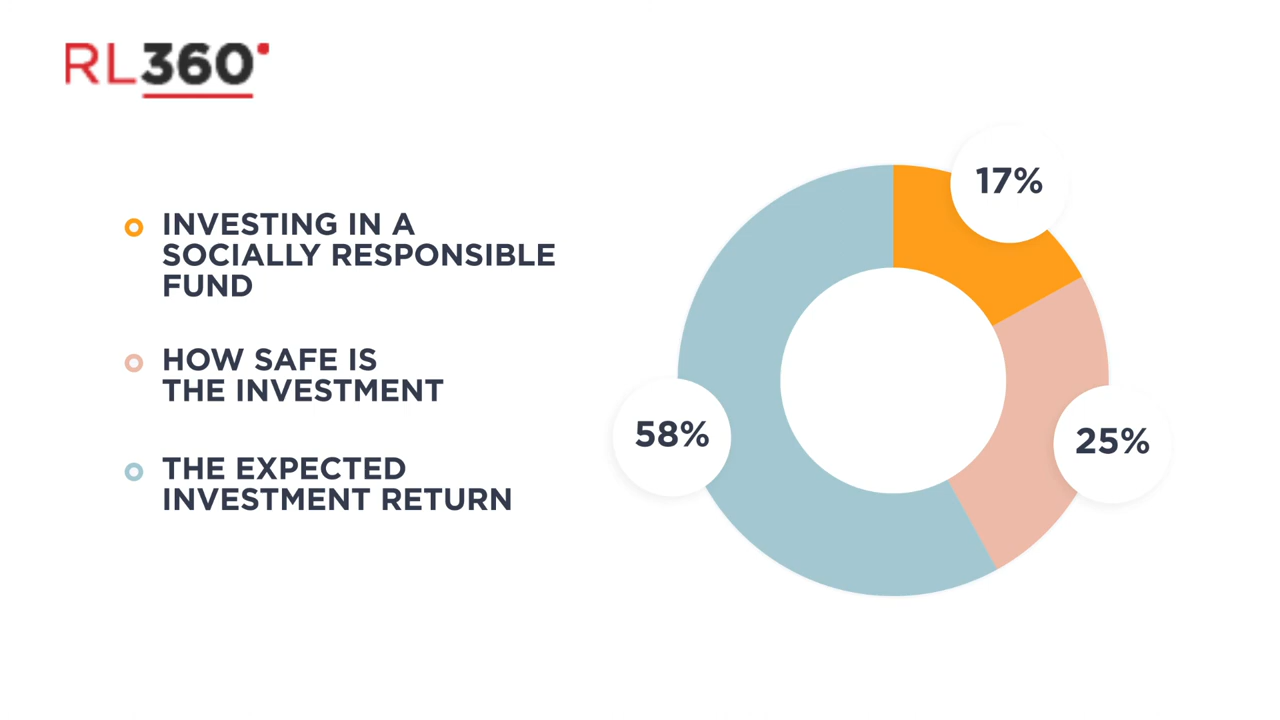 RL360°
INVESTING IN A
SOCIALLY RESPONSIBLE
FUND
HOW SAFE IS
THE INVESTMENT
THE EXPECTED
INVESTMENT RETURN
17%
58%
25%